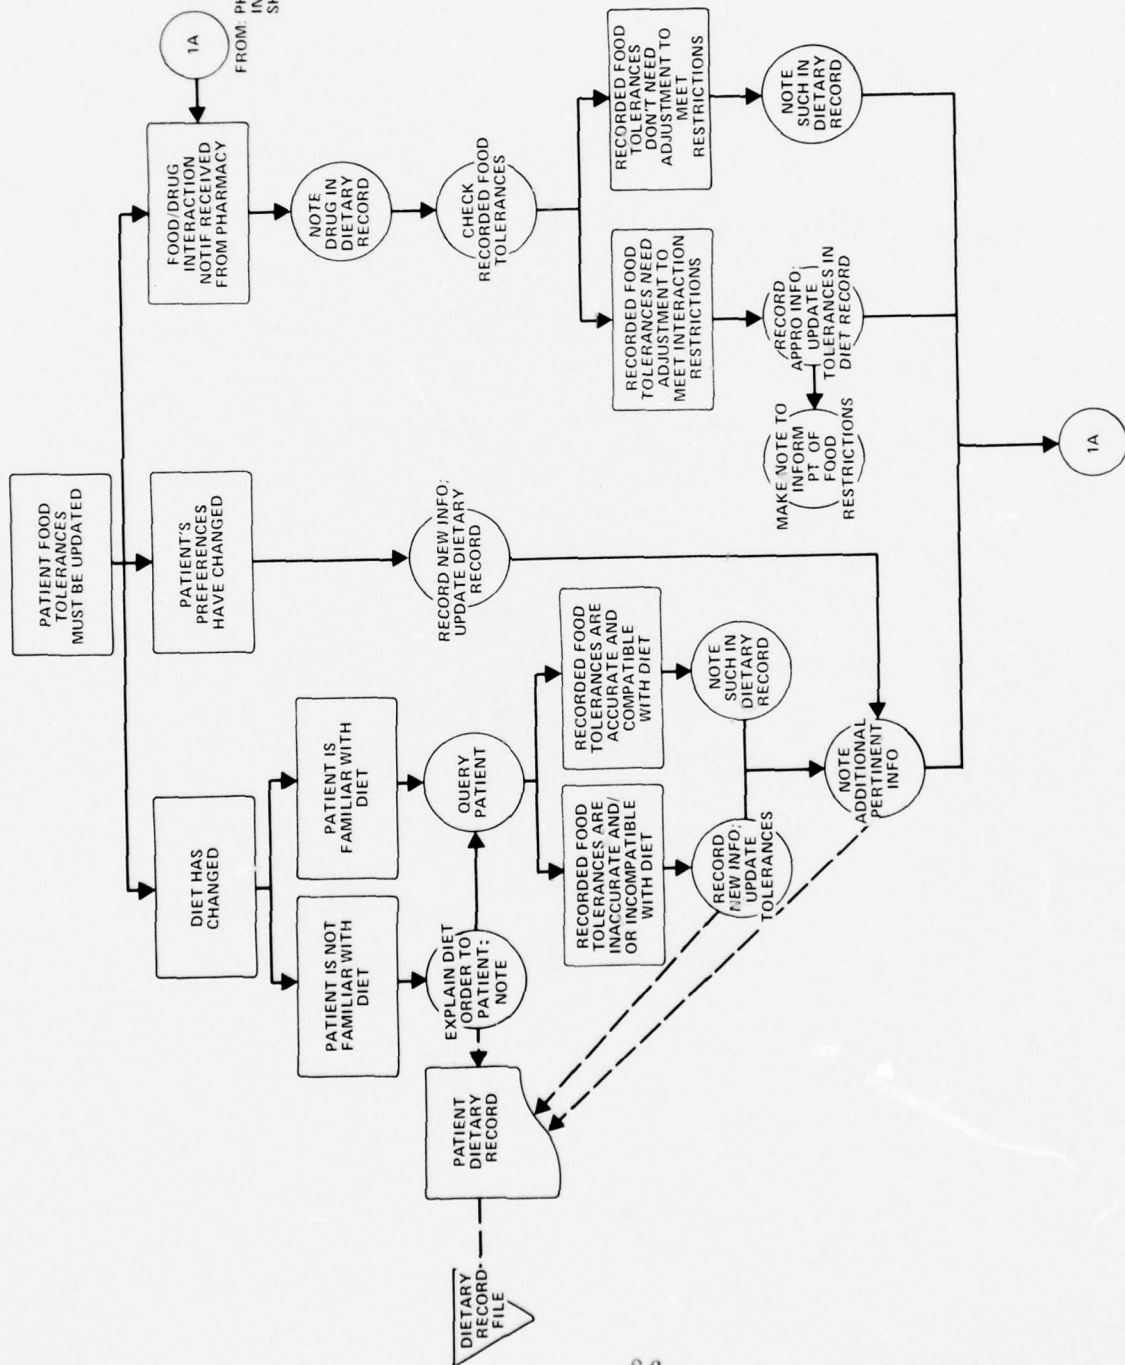 PATIENT FOOD
TOLERANCES
MUST BE UPDATED
DIET HAS
CHANGED
PATIENT'S
PREFERENCES
HAVE CHANGED
FOOD/DRUG
INTERACTION
NOTIF RECEIVED
FROM PHARMACY
1A
FROM:
PATIENT IS NOT
FAMILIAR WITH
DIET
PATIENT IS
FAMILIAR WITH
DIET
NOTE
DRUG IN
DIETARY
RECORD
PATIENT
DIETARY
RECORD
EXPLAIN DIET
ORDER TO
PATIENT;
NOTE
QUERY
PATIENT
RECORD NEW INFO;
UPDATE DIETARY
RECORD
CHECK
RECORDED FOOD
TOLERANCES
DIETARY
RECORD
FILE
RECORDED FOOD
TOLERANCES ARE
INACCURATE AND/
OR INCOMPATIBLE
WITH DIET
RECORDED FOOD
TOLERANCES ARE
ACCURATE AND
COMPATIBLE
WITH DIET
RECORDED FOOD
TOLERANCES NEED
ADJUSTMENT TO
MEET INTERACTION
RESTRICTIONS
RECORDED FOOD
TOLERANCES
DON'T NEED
ADJUSTMENT TO
MEET
RESTRICTIONS
RECORD
NEW INFO;
UPDATE
TOLERANCES
NOTE
SUCH IN
DIETARY
RECORD
MAKE NOTE TO
INFORM
PT OF
FOOD
RESTRICTIONS
RECORD
APPRO INFO;
UPDATE
TOLERANCES IN
DIET RECORD
NOTE
SUCH IN
DIETARY
RECORD
NOTE
ADDITIONAL
PERTINENT
INFO
1A